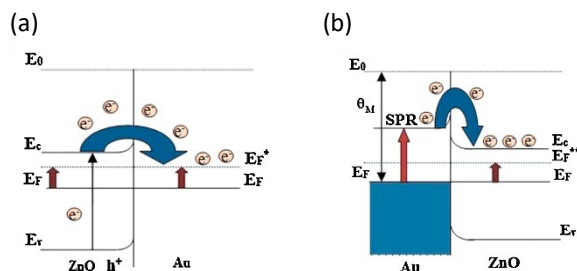 (a)
E0
e-
e-
e-
e-
e-
Ec
EF*
e-
e-
EF
EF
e-
Ev
ZnO h+ Au
(b)
E0
θM
SPR
e-
e-
e-
e-
e-
e-
Ec
EF**
EF
EF
Ev
Au ZnO